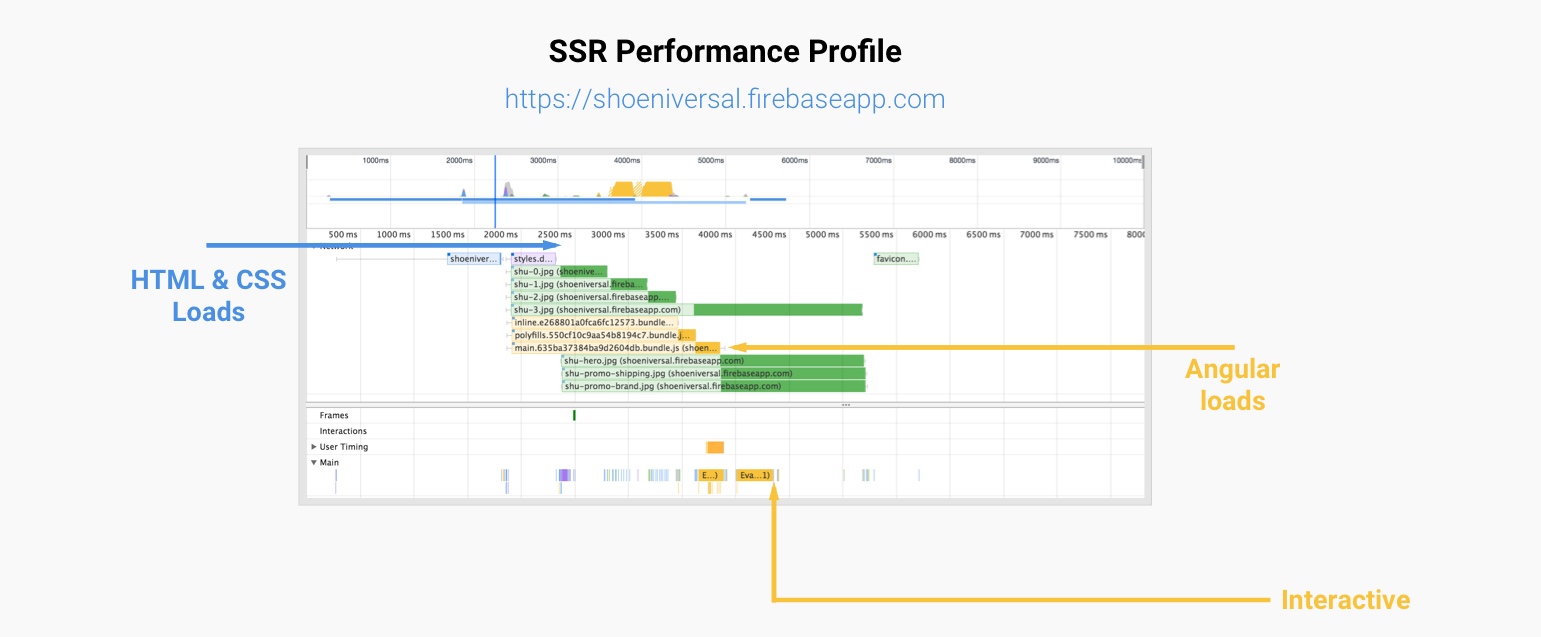 SSR Performance Profile
https://shoeniversal.firebaseapp.com
1000ms 2000ms 3000ms 4000ms 5000ms 6000ms 7000ms 8000ms 9000ms 10000ms
500 ms 1000 ms 1500 ms 2000 ms 2500 ms 3000 ms 3500 ms 4000 ms 4500 ms 5000 ms 5500 ms 6000 ms 6500 ms 7000 ms 7500 ms 8000
HTML & CSS
Loads
shoeniver... styles.d... favicon....
shu-0.jpg (shoenive...
shu-1.jpg (shoeniversal.fireba...
shu-2.jpg (shoeniversal.firebaseapp....
shu-3.jpg (shoeniversal.firebaseapp.com)
inline.e268801a0fca6fc12573.bundle...
polyfills.550cf10c9aa54b8194c7.bundle.j...
main.635ba37384ba9d2604db.bundle.js (shoen...
shu-hero.jpg (shoeniversal.firebaseapp.com)
shu-promo-shipping.jpg (shoeniversal.firebaseapp.com)
shu-promo-brand.jpg (shoeniversal.firebaseapp.com)
Angular
loads
Frames
Interactions
User Timing
Main
E...) Eva...1)
Interactive